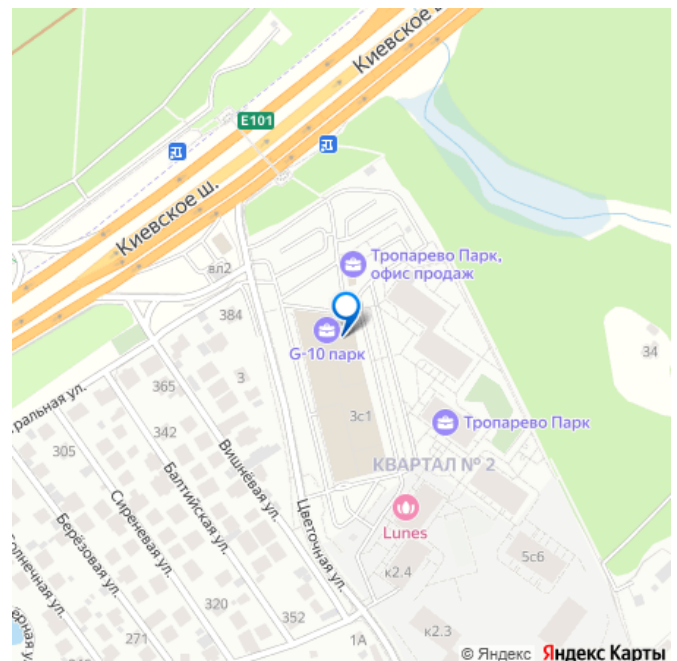 Киевское
E101
Киевское ш.
Тропарево Парк,
офис продаж
вл2
384
G-10 парк
34
365
3
3с1
342
Тропарево Парк
305
Вишнёвая ул.
КВАРТАЛ № 2
Балтийская ул.
Сиреневая ул.
Цветочная ул.
Lunes
Берёзовая ул.
5с6
к2.4
320
352
271
1А
к2.3
© Яндекс Яндекс Карты